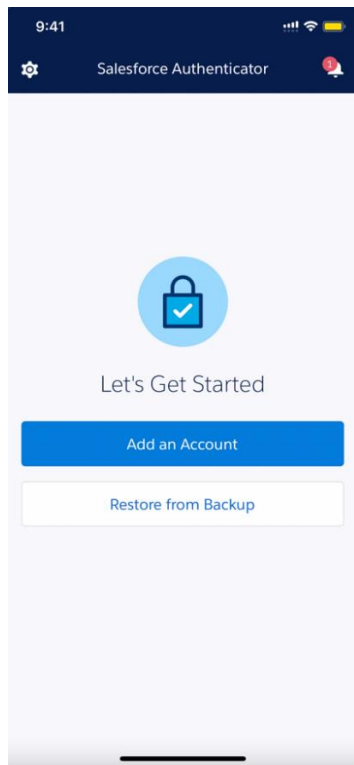 9:41
Salesforce Authenticator
1
Let's Get Started
Add an Account
Restore from Backup